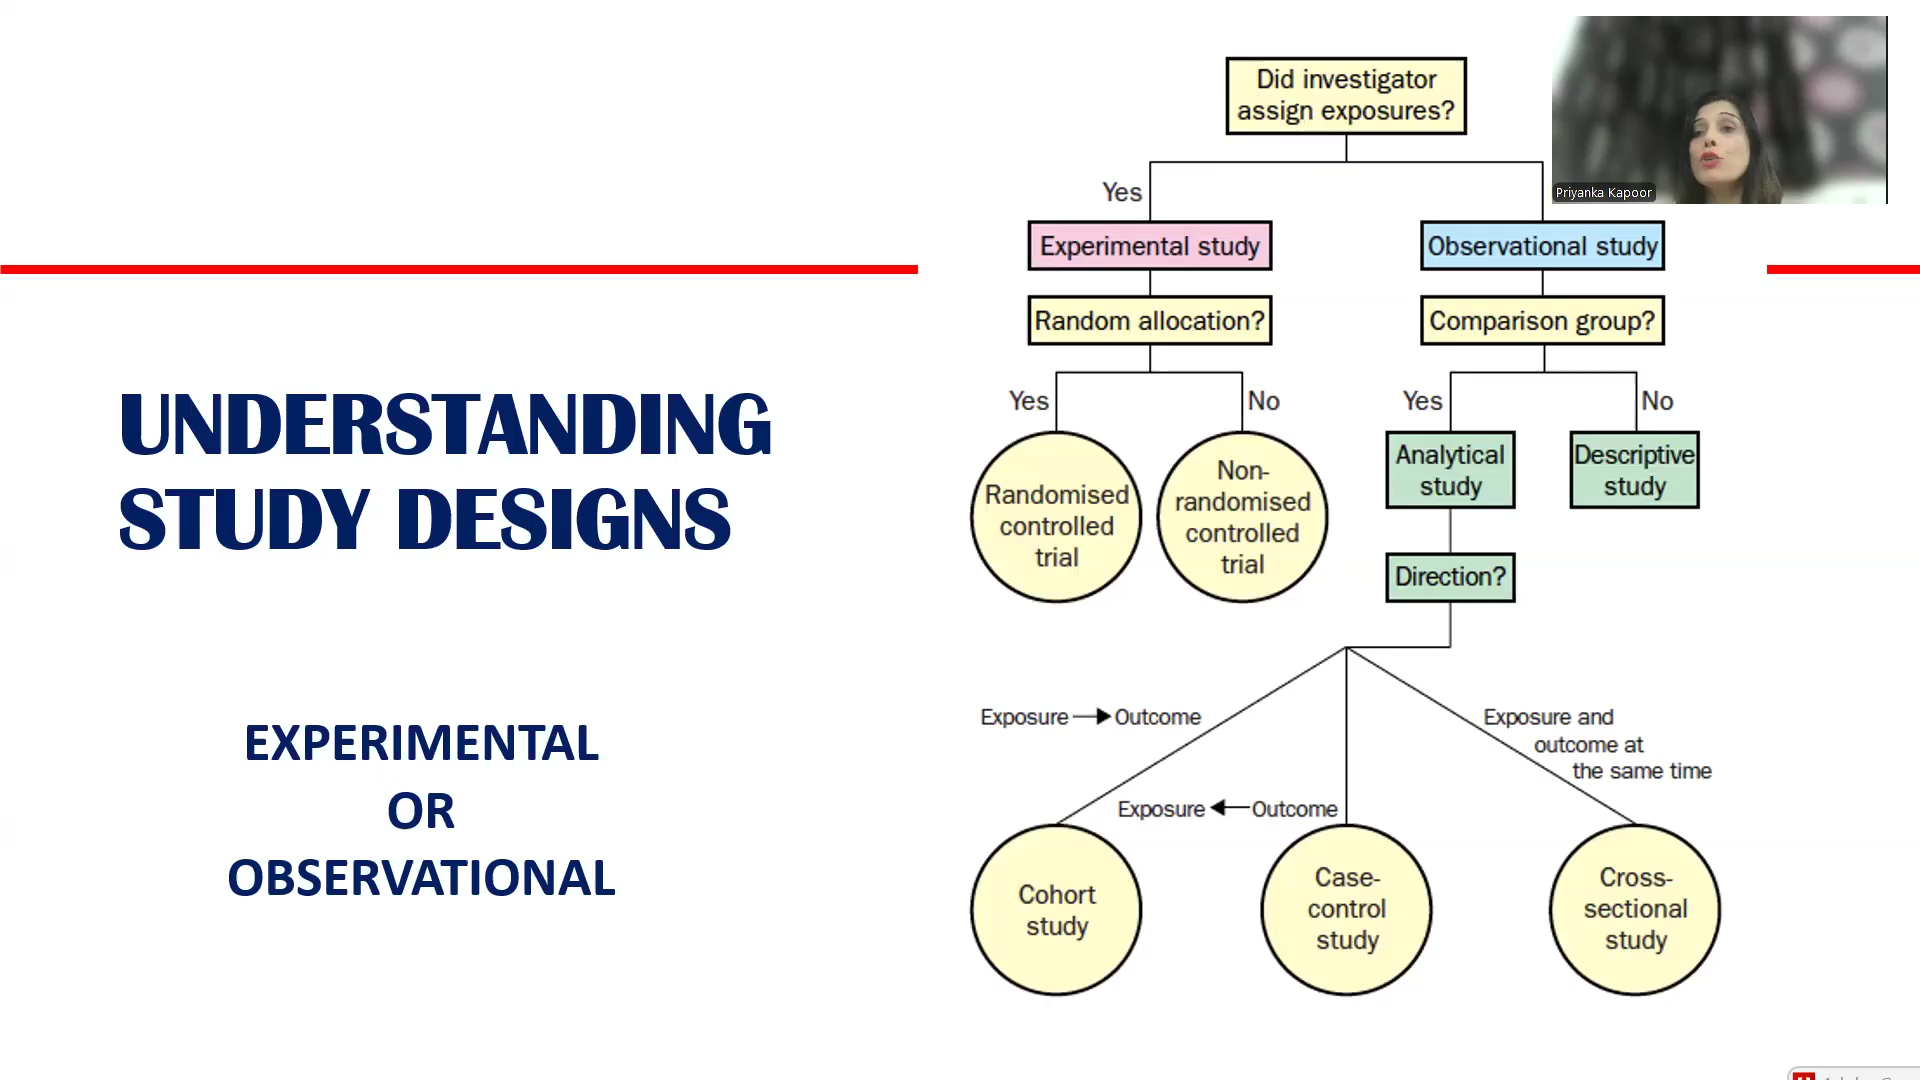 UNDERSTANDING
STUDY DESIGNS
EXPERIMENTAL
OR
OBSERVATIONAL
Did investigator
assign exposures?
Priyanka Kapoor
Yes
Experimental study
Observational study
Random allocation?
Comparison group?
Yes
No
Yes
No
Randomised
controlled
trial
Non-
randomised
controlled
trial
Analytical
study
Descriptive
study
Direction?
Exposure
Outcome
Exposure and
outcome at
the same time
Exposure
Outcome
Cohort
study
Case-
control
study
Cross-
sectional
study